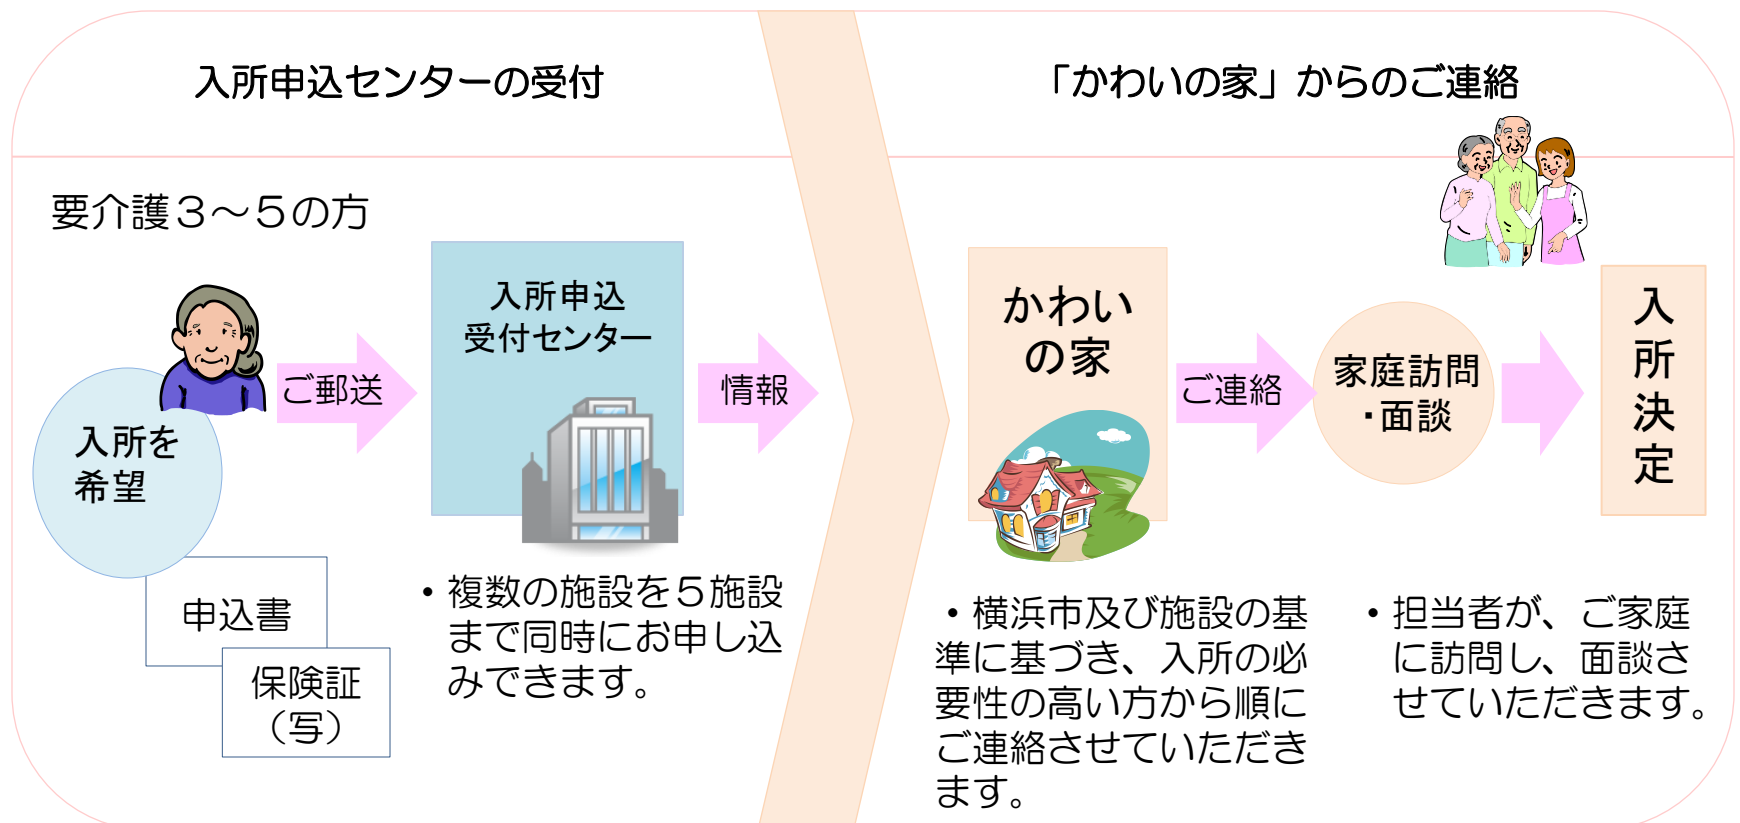 入所申込センターの受付
「かわいの家」からのご連絡
要介護３～５の方
入所を
希望
ご郵送
申込書
保険証
（写）
入所申込
受付センター
情報
・複数の施設を５施設
まで同時にお申し込
みできます。
かわい
の家
ご連絡
家庭訪問
・面談
入
所
決
定
・横浜市及び施設の基
準に基づき、入所の必
要性の高い方から順に
ご連絡させていただき
ます。
・担当者が、ご家庭
に訪問し、面談さ
せていただきます。